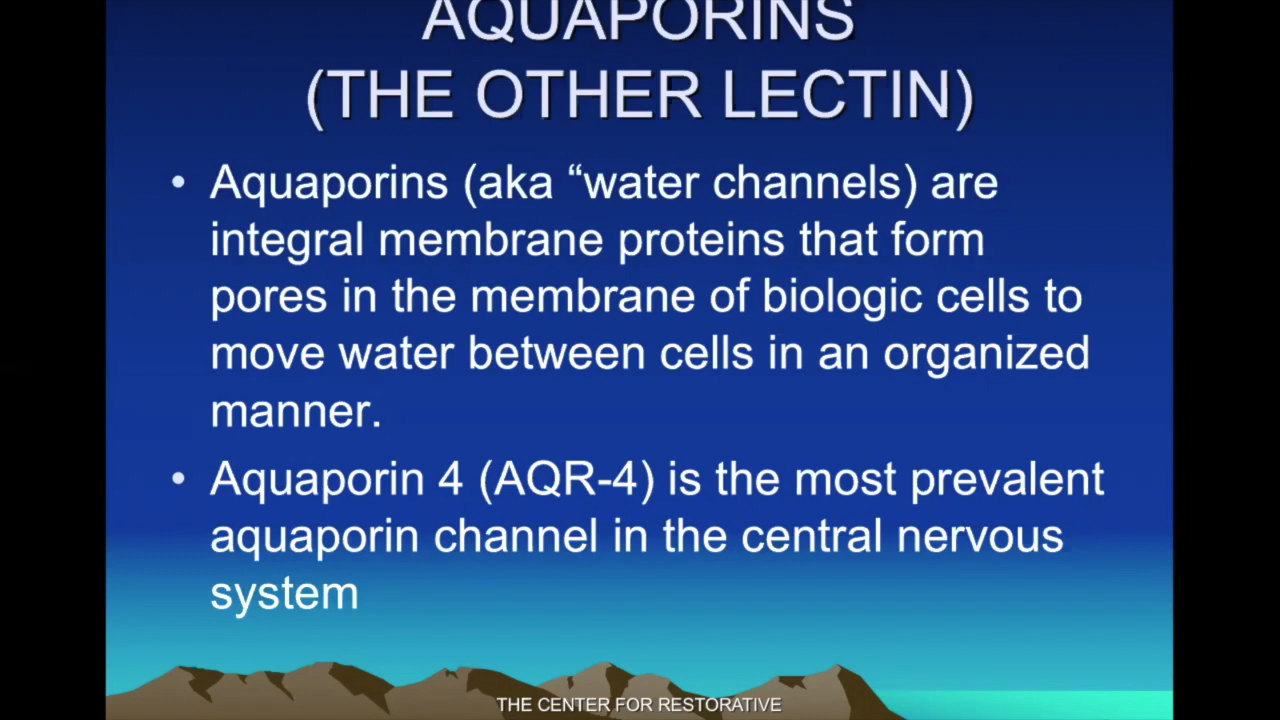 AQUAPORINS
(THE OTHER LECTIN)
• Aquaporins (aka “water channels) are
integral membrane proteins that form
pores in the membrane of biologic cells to
move water between cells in an organized
manner.
• Aquaporin 4 (AQR-4) is the most prevalent
aquaporin channel in the central nervous
system
THE CENTER FOR RESTORATIVE